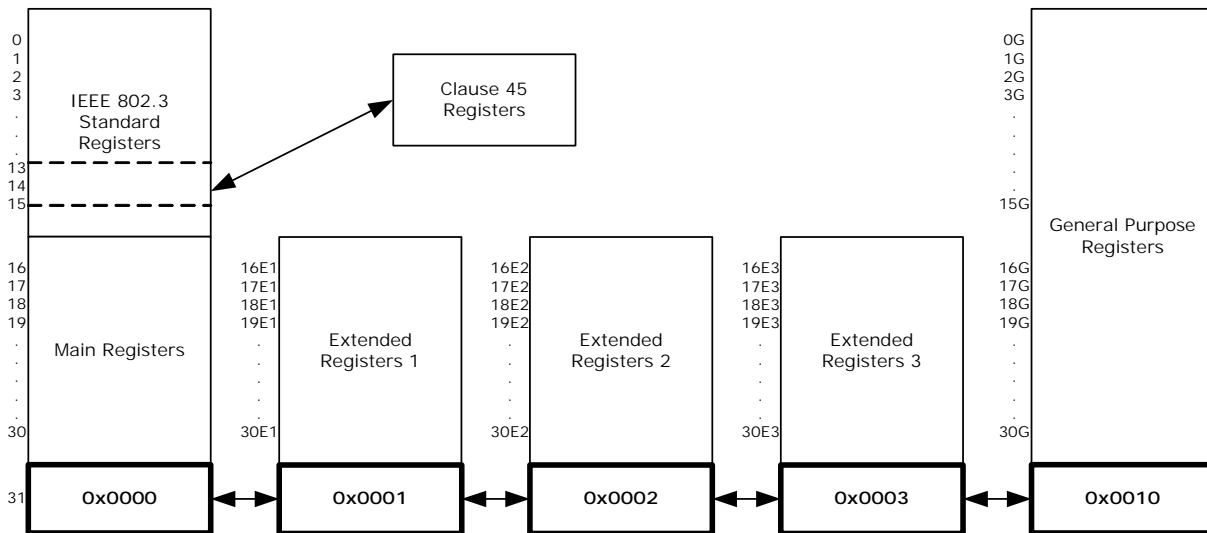 0
1
2
3
.
.
.
13
14
15
IEEE 802.3
Standard
Registers
Clause 45
Registers
0G
1G
2G
3G
.
.
.
.
.
15G
General Purpose
Registers
16
17
18
19
.
.
.
.
.
30
Main Registers
16E1
17E1
18E1
19E1
.
.
.
.
.
30E1
Extended
Registers 1
16E2
17E2
18E2
19E2
.
.
.
.
.
30E2
Extended
Registers 2
16E3
17E3
18E3
19E3
.
.
.
.
.
30E3
Extended
Registers 3
16G
17G
18G
19G
.
.
.
.
.
30G
31
0x0000
0x0001
0x0002
0x0003
0x0010